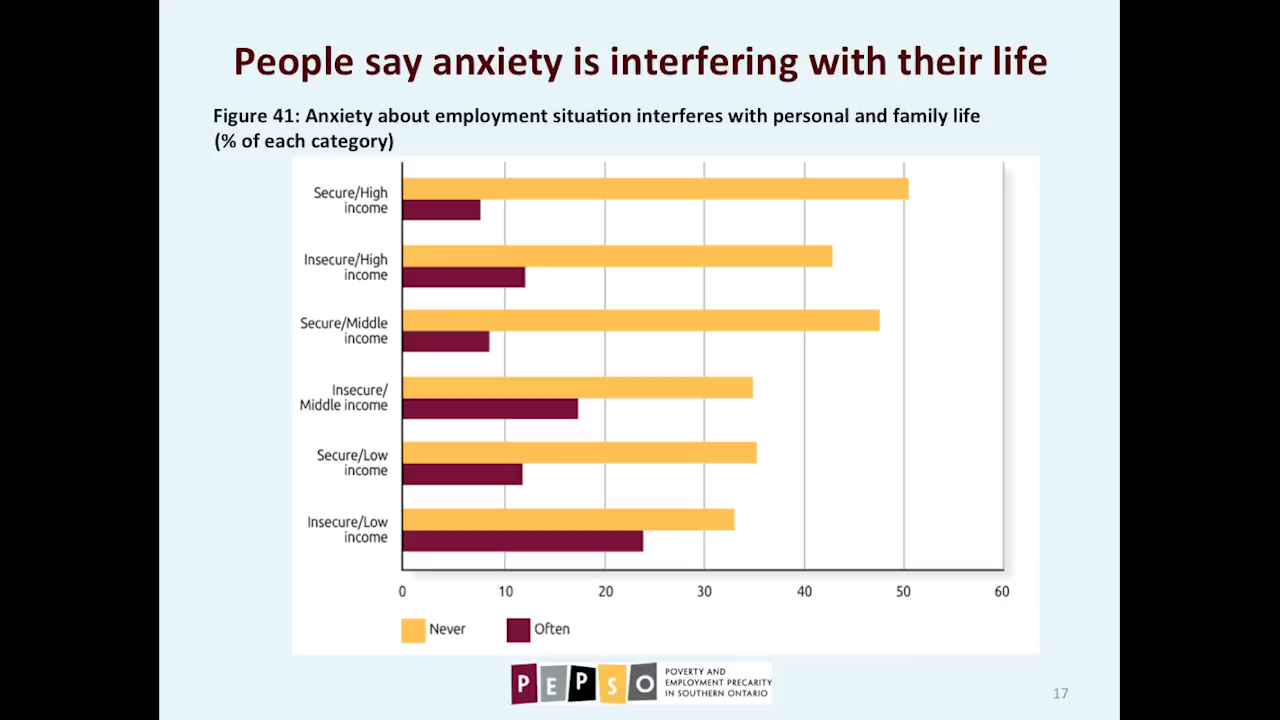 People say anxiety is interfering with their life
Figure 41: Anxiety about employment situation interferes with personal and family life
(% of each category)
Secure/High
income
Insecure/High
income
Secure/Middle
income
Insecure/
Middle income
Secure/Low
income
Insecure/Low
income
0 10 20 30 40 50 60
Never Often
PEPSO
POVERTY AND
EMPLOYMENT PRECARITY
IN SOUTHERN ONTARIO
17